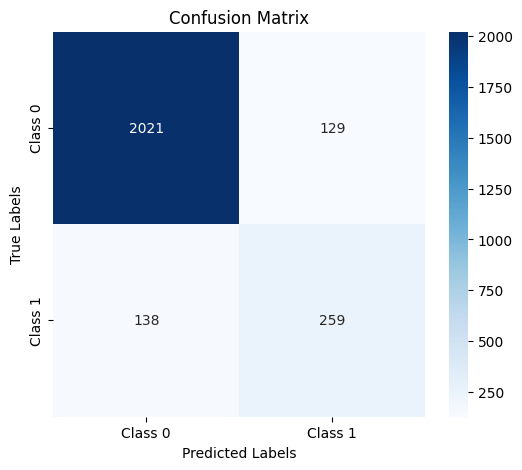 Confusion Matrix
2000
1750
1500
1250
1000
750
500
250
True Labels
Class 0
Class 1
2021
129
138
259
Class 0
Class 1
Predicted Labels